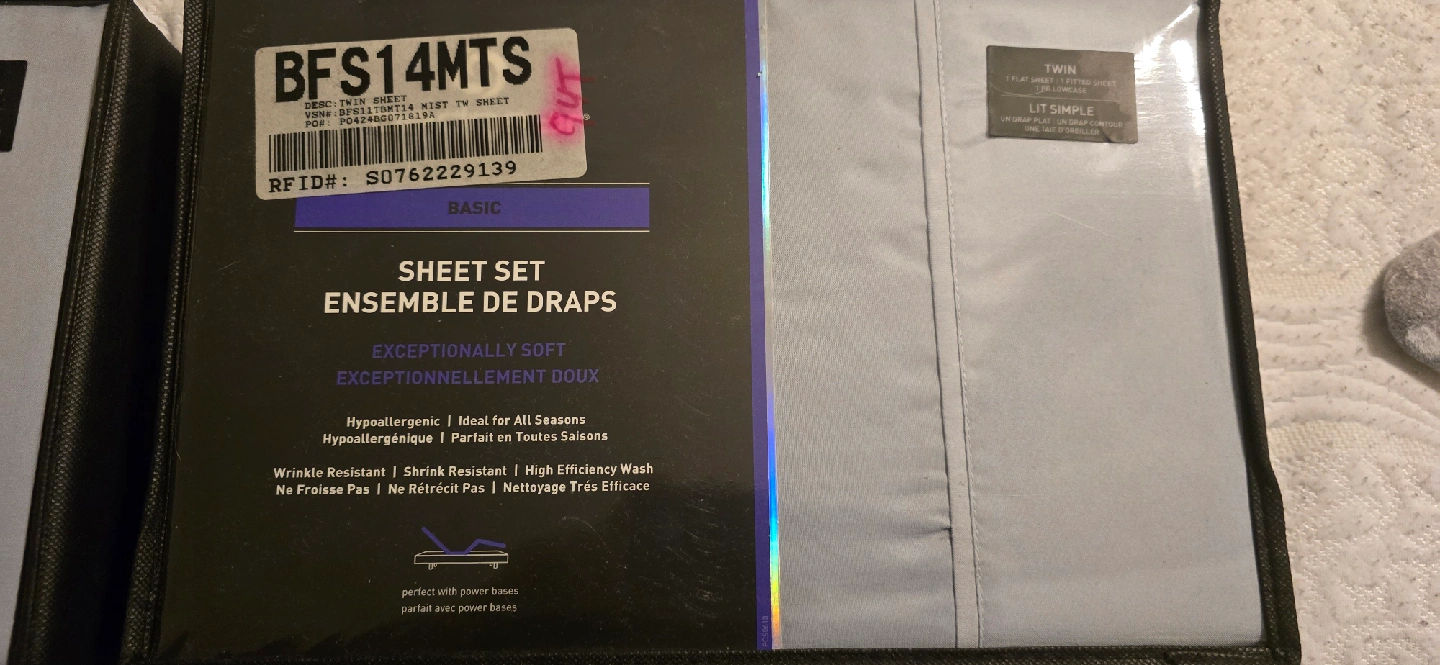 BFS14MTS
DESC:TWIN SHEET
VSN#:BFS11TBMT14 MIST TW SHEET
PO#: PO424BG071819A
RFID#: S0762229139
®
BASIC
SHEET SET
ENSEMBLE DE DRAPS
EXCEPTIONALLY SOFT
EXCEPTIONNELLEMENT DOUX
Hypoallergenic | Ideal for All Seasons
Hypoallergénique | Parfait en Toutes Saisons
Wrinkle Resistant | Shrink Resistant | High Efficiency Wash
Ne Froisse Pas | Ne Rétrécit Pas | Nettoyage Trés Efficace
perfect with power bases
parfait avec power bases
TWIN
1 FLAT SHEET | 1 FITTED SHEET
1 PILLOWCASE
LIT SIMPLE
UN DRAP PLAT | UN DRAP CONTOUR
UNE TAIE D'OREILLER